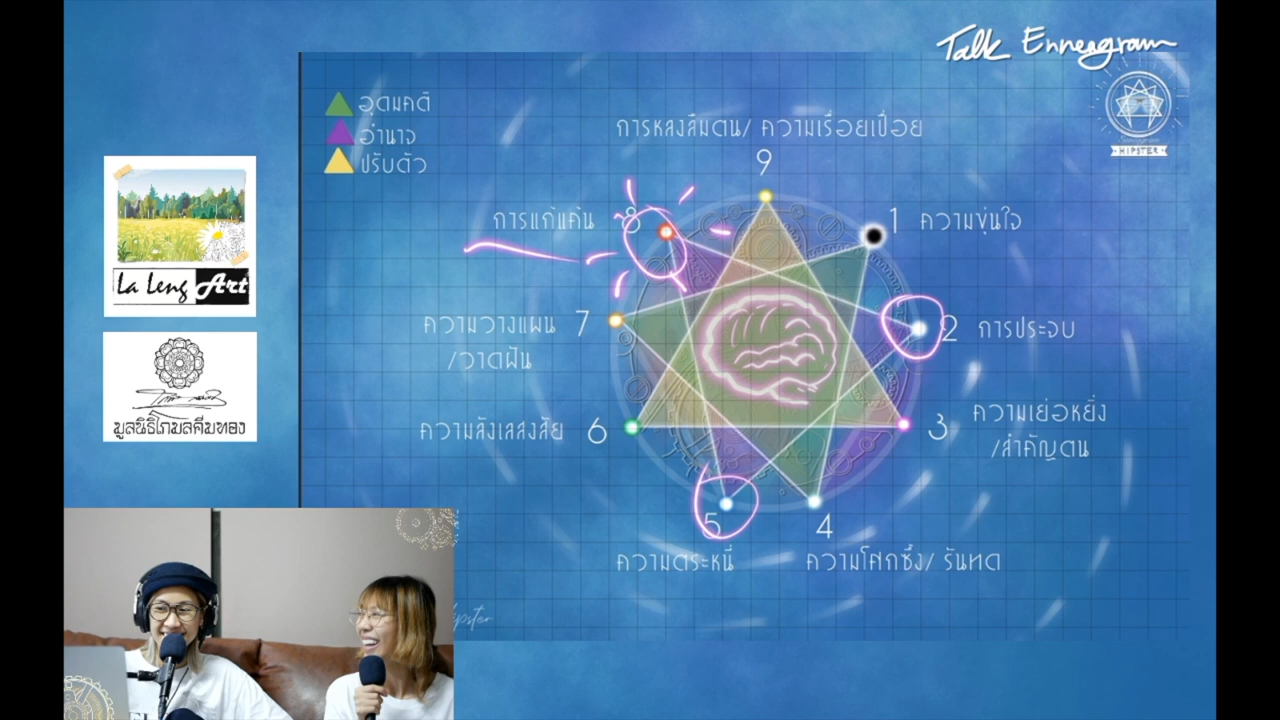 Talk Enneagram
HIPSTER
อุดมคติ
อำนาจ
ปรับตัว
การหลงลืมตน/ ความเรื่อยเปื่อย
9
การแก้แค้น 8
1 ความขุ่นใจ
ความวางแผน 7
/วาดฝัน
2 การประจบ
ความลังเลสงสัย 6
3 ความเย่อหยิ่ง
/สำคัญตน
5
4
ความตระหนี่
ความโศกซึ้ง/ รันทด
La Leng Art
มูลนิธิโกมลคีมทอง